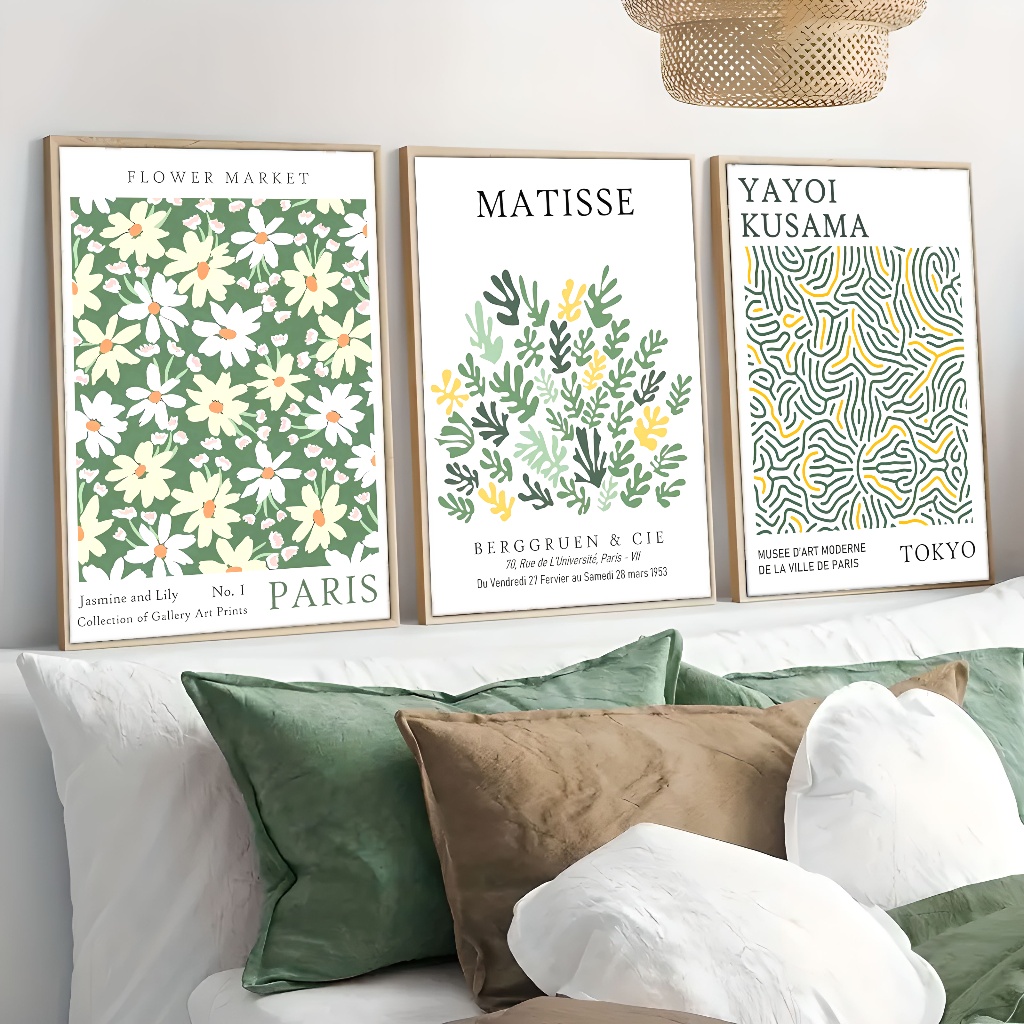 FLOWER MARKET
Jasmine and Lily No. 1
Collection of Gallery Art Prints
PARIS
MATISSE
BERGGRUEN & CIE
70, Rue de L'Université, Paris - VII
Du Vendredi 27 Fervier au Samedi 28 mars 1953
YAYOI
KUSAMA
MUSEE D'ART MODERNE
DE LA VILLE DE PARIS
TOKYO